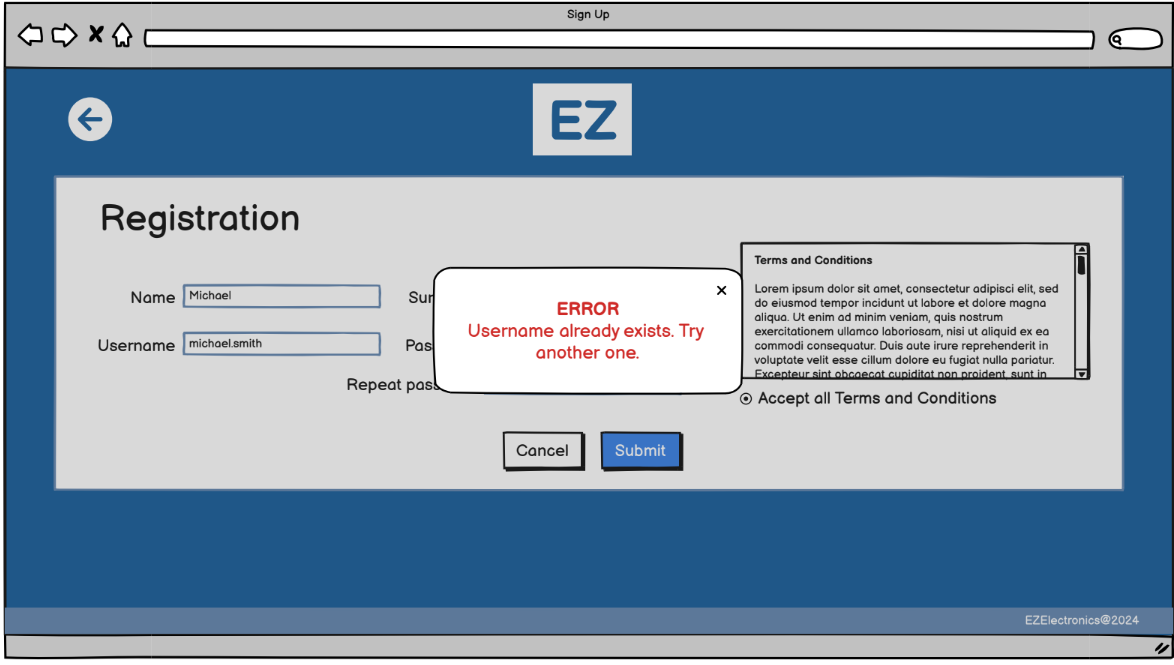 Sign Up
EZ
Registration
Name Michael
Username michael.smith
Sur
Pas
Repeat pass
ERROR
Username already exists. Try
another one.
Terms and Conditions
Lorem ipsum dolor sit amet, consectetur adipisci elit, sed
do eiusmod tempor incidunt ut labore et dolore magna
aliqua. Ut enim ad minim veniam, quis nostrum
exercitationem ullamco laboriosam, nisi ut aliquid ex ea
commodi consequatur. Duis aute irure reprehenderit in
voluptate velit esse cillum dolore eu fugiat nulla pariatur.
Excepteur sint obcaecat cupiditat non proident, sunt in
Accept all Terms and Conditions
Cancel
Submit
EZElectronics@2024